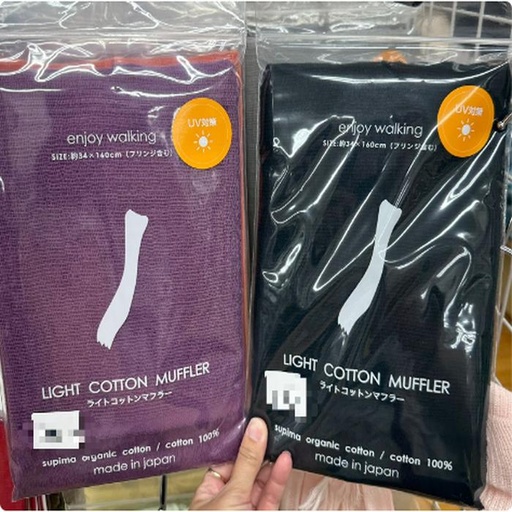 enjoy walking
SIZE:約34×160cm (フリンジ含む)
UV対策
LIGHT COTTON MUFFLER
ライトコットンマフラー
supima organic cotton / cotton 100%
made in japan
enjoy walking
SIZE:約34×160cm (フリンジ含む)
UV対策
LIGHT COTTON MUFFLER
ライトコットンマフラー
supima organic cotton / cotton 100%
made in japan